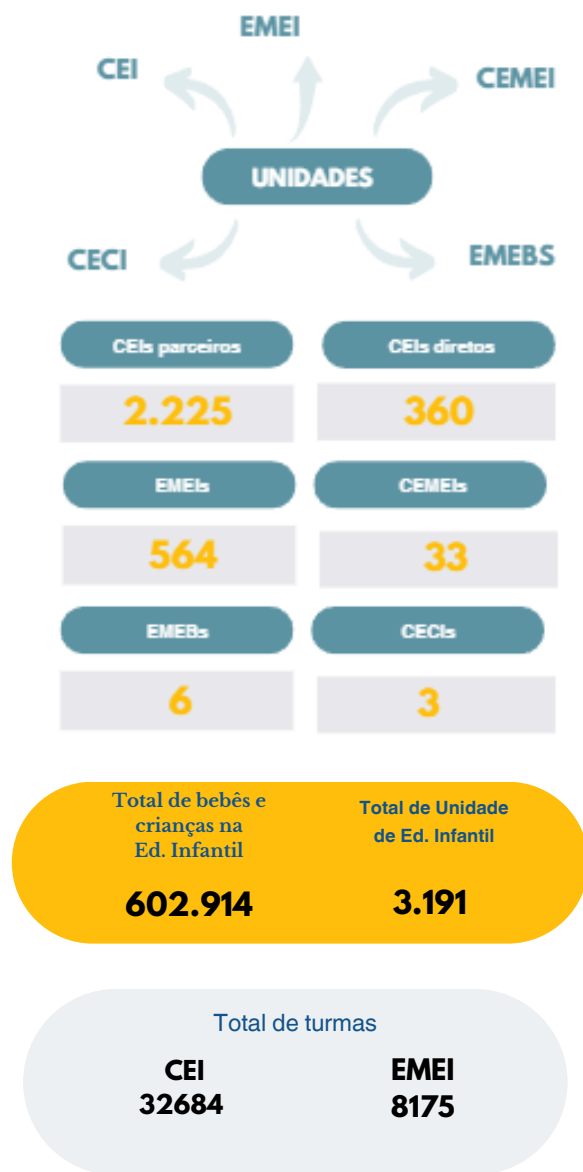 EMEI
CEI
CEMEI
UNIDADES
CECI
EMEBS
CEIs parceiros
CEIs diretos
2.225
360
EMEIs
CEMEIs
564
33
EMEBs
CECIs
6
3
Total de bebês e
crianças na
Ed. Infantil
602.914
Total de Unidade
de Ed. Infantil
3.191
Total de turmas
CEI
32684
EMEI
8175